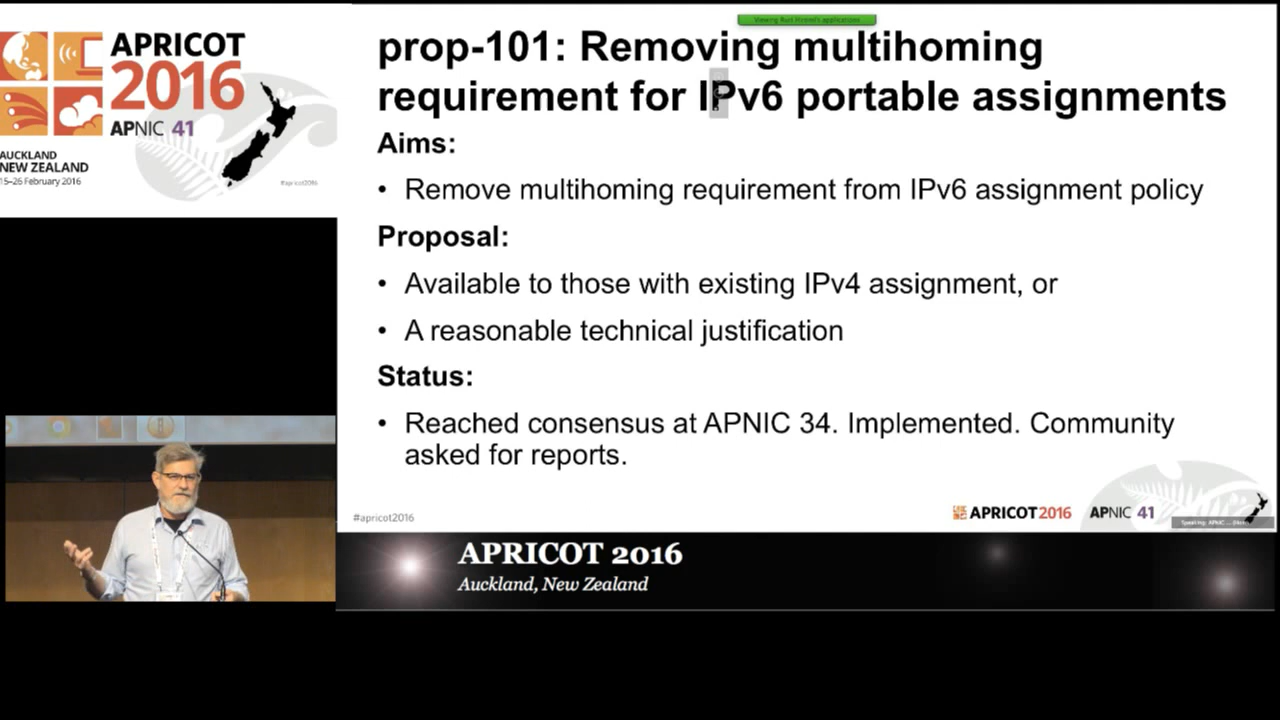 APRICOT
2016
APNIC 41
AUCKLAND
NEW ZEALAND
15–26 February 2016
#apricot2016
prop-101: Removing multihoming
requirement for IPv6 portable assignments
Aims:
• Remove multihoming requirement from IPv6 assignment policy
Proposal:
• Available to those with existing IPv4 assignment, or
• A reasonable technical justification
Status:
• Reached consensus at APNIC 34. Implemented. Community
asked for reports.
#apricot2016
APRICOT 2016 APNIC 41
APRICOT 2016
Auckland, New Zealand